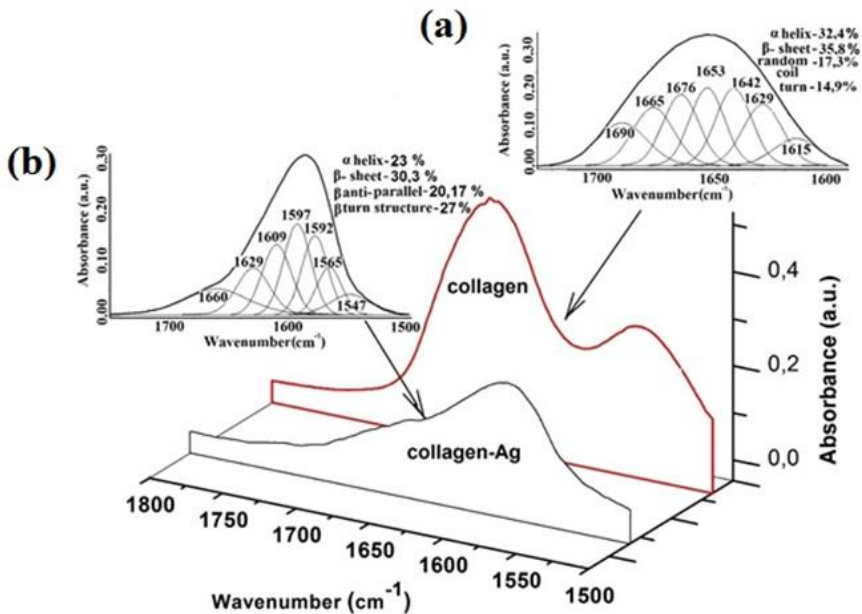 (a)
α helix-32,4 %
β- sheet-35,8%
random -17,3%
coil
turn-14,9%
Absorbance (a.u.)
0.30
0.20
0.10
0.00
1690
1665
1676
1653
1642
1629
1615
1700
1650
1600
Wavenumber(cm⁻¹)
(b)
α helix-23 %
β- sheet-30,3 %
β anti-parallel-20,17 %
β turn structure-27%
Absorbance (a.u.)
0.30
0.20
0.10
0.00
1660
1629
1609
1597
1592
1565
1547
1700
1600
1500
Wavenumber(cm⁻¹)
collagen
collagen-Ag
0,4
0,2
0,0
Absorbance (a.u.)
1800
1750
1700
1650
1600
1550
1500
Wavenumber (cm⁻¹)